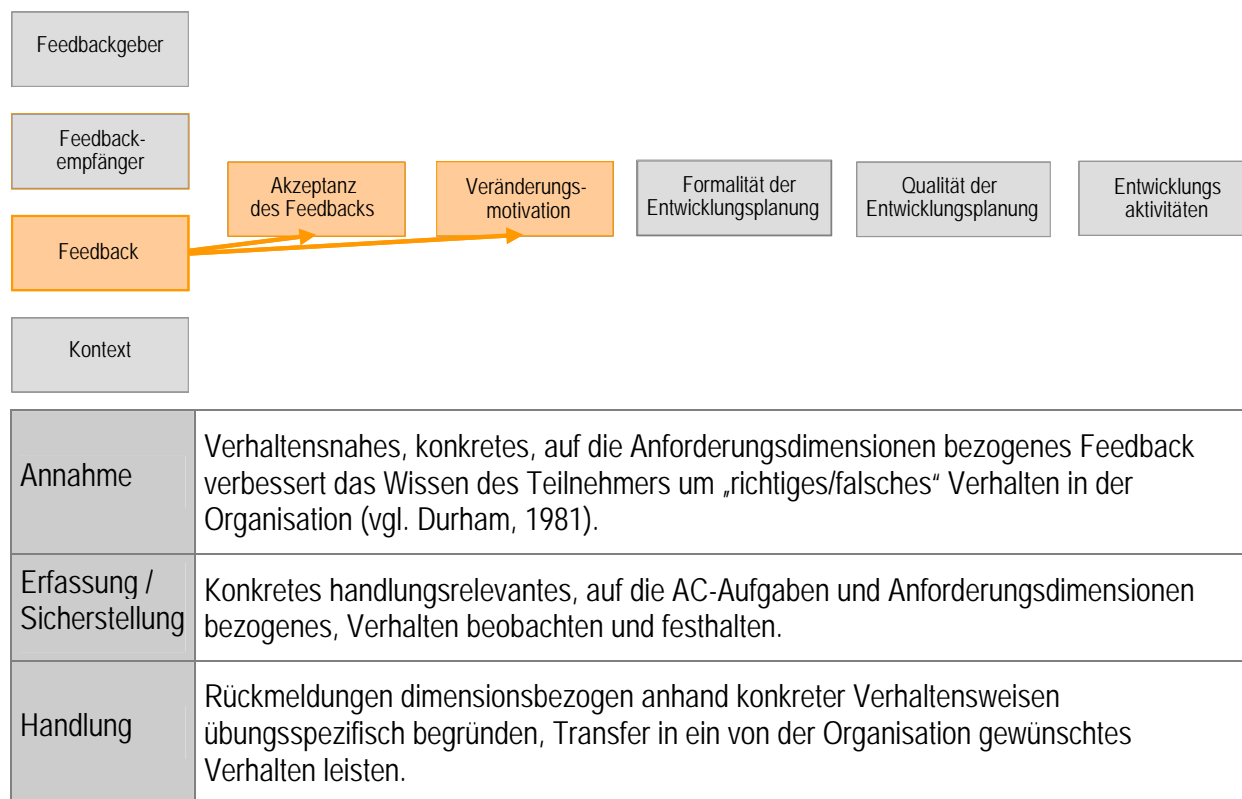 Feedbackgeber
Feedback-
empfänger
Akzeptanz
des Feedbacks
Veränderungs-
motivation
Formalität der
Entwicklungsplanung
Qualität der
Entwicklungsplanung
Entwicklungs
aktivitäten
Feedback
Kontext
Annahme
Verhaltensnahes, konkretes, auf die Anforderungsdimensionen bezogenes Feedback
verbessert das Wissen des Teilnehmers um „richtiges/falsches“ Verhalten in der
Organisation (vgl. Durham, 1981).
Erfassung /
Sicherstellung
Konkretes handlungsrelevantes, auf die AC-Aufgaben und Anforderungsdimensionen
bezogenes, Verhalten beobachten und festhalten.
Handlung
Rückmeldungen dimensionsbezogen anhand konkreter Verhaltensweisen
übungsspezifisch begründen, Transfer in ein von der Organisation gewünschtes
Verhalten leisten.